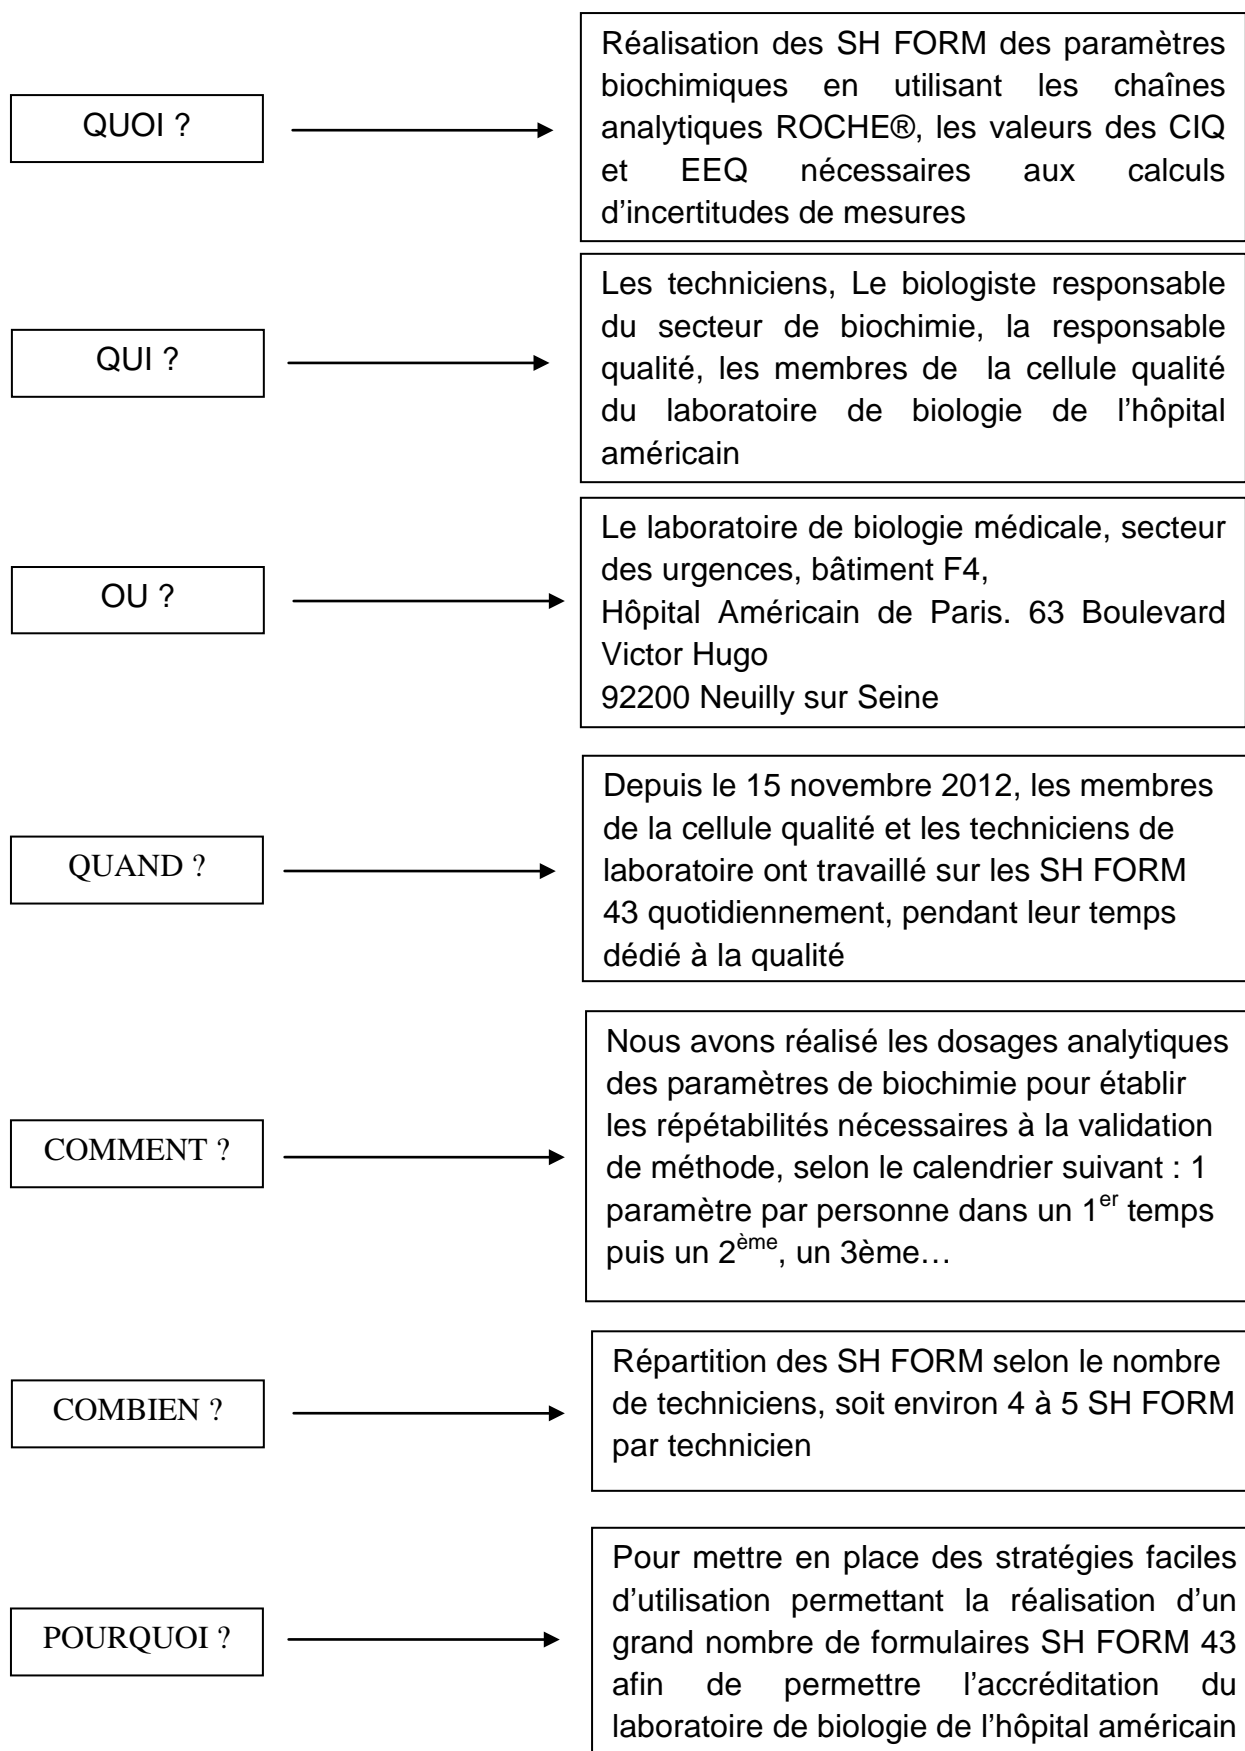 QUOI ?
Réalisation des SH FORM des paramètres
biochimiques en utilisant les chaînes
analytiques ROCHE®, les valeurs des CIQ
et EEQ nécessaires aux calculs
d’incertitudes de mesures
QUI ?
Les techniciens, Le biologiste responsable
du secteur de biochimie, la responsable
qualité, les membres de la cellule qualité
du laboratoire de biologie de l’hôpital
américain
OU ?
Le laboratoire de biologie médicale, secteur
des urgences, bâtiment F4,
Hôpital Américain de Paris. 63 Boulevard
Victor Hugo
92200 Neuilly sur Seine
QUAND ?
Depuis le 15 novembre 2012, les membres
de la cellule qualité et les techniciens de
laboratoire ont travaillé sur les SH FORM
43 quotidiennement, pendant leur temps
dédié à la qualité
COMMENT ?
Nous avons réalisé les dosages analytiques
des paramètres de biochimie pour établir
les répétabilités nécessaires à la validation
de méthode, selon le calendrier suivant : 1
paramètre par personne dans un 1er temps
puis un 2ème, un 3ème…
COMBIEN ?
Répartition des SH FORM selon le nombre
de techniciens, soit environ 4 à 5 SH FORM
par technicien
POURQUOI ?
Pour mettre en place des stratégies faciles
d’utilisation permettant la réalisation d’un
grand nombre de formulaires SH FORM 43
afin de permettre l’accréditation du
laboratoire de biologie de l’hôpital américain